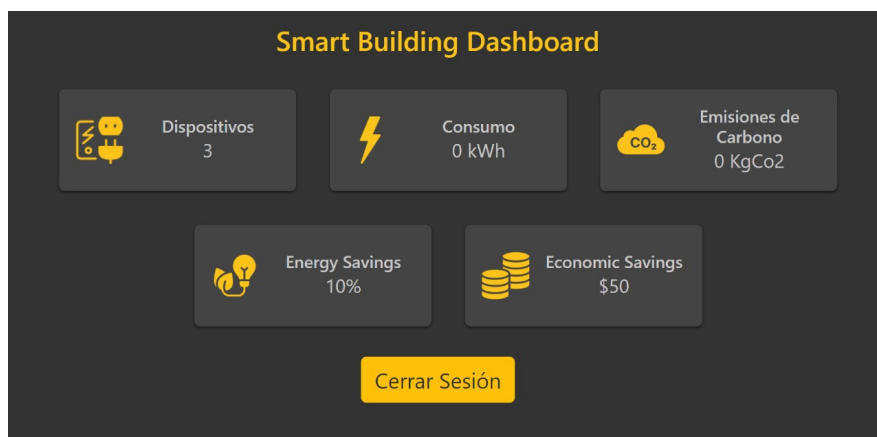 Smart Building Dashboard
Dispositivos
3
Consumo
0 kWh
CO₂
Emisiones de
Carbono
0 KgCo2
Energy Savings
10%
Economic Savings
$50
Cerrar Sesión